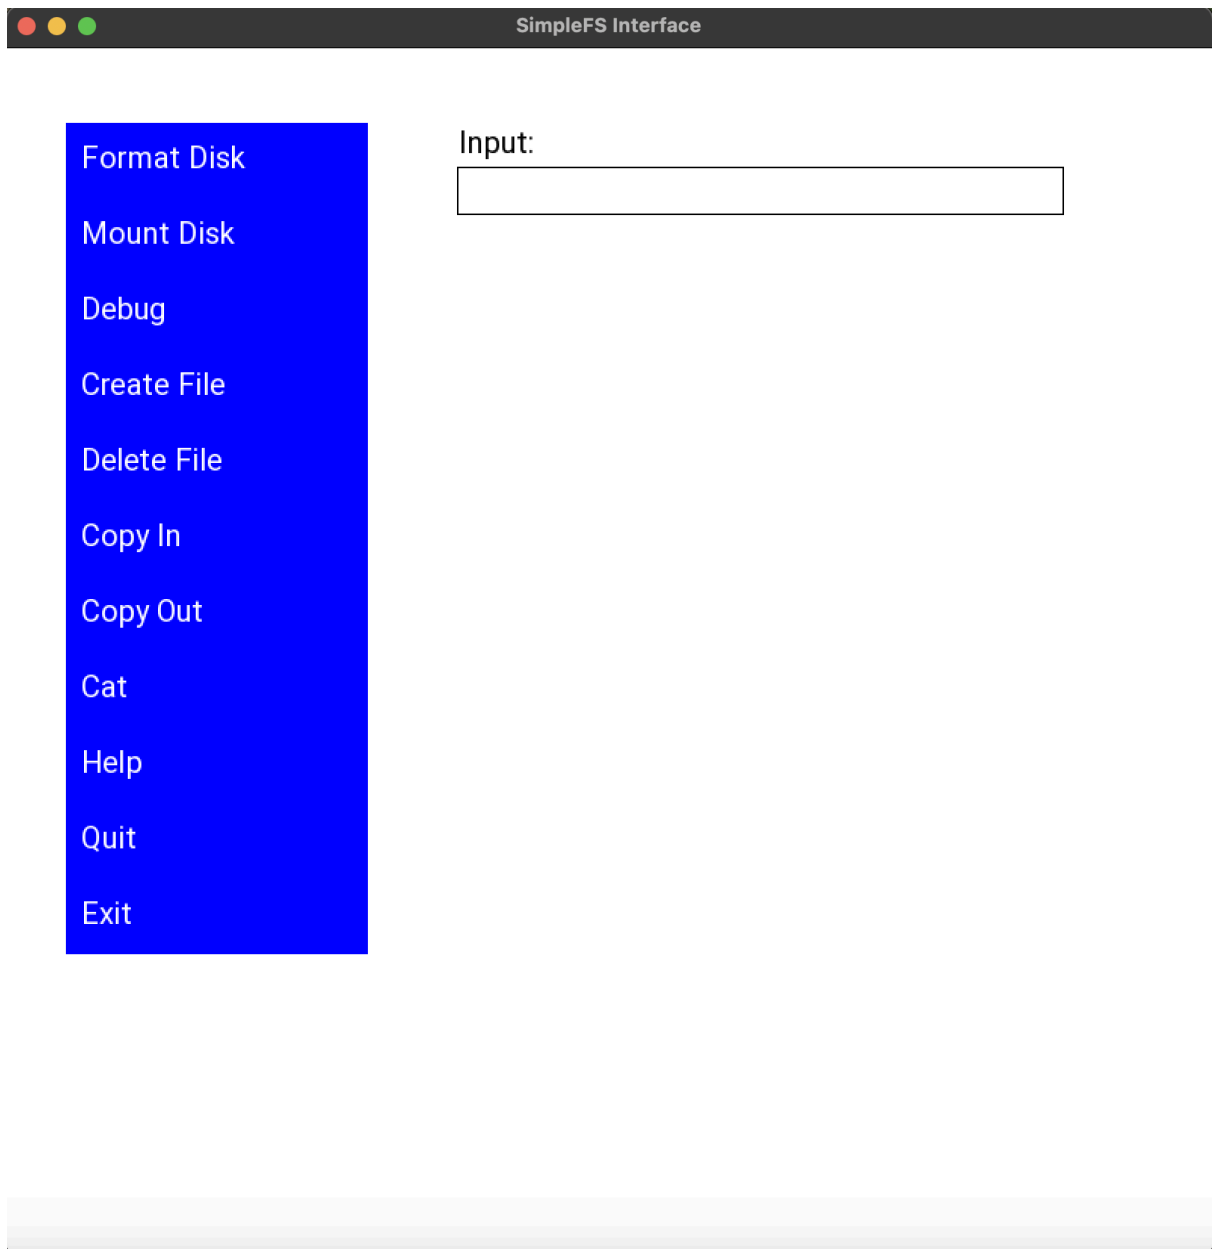 SimpleFS Interface
Format Disk
Mount Disk
Debug
Create File
Delete File
Copy In
Copy Out
Cat
Help
Quit
Exit
Input: